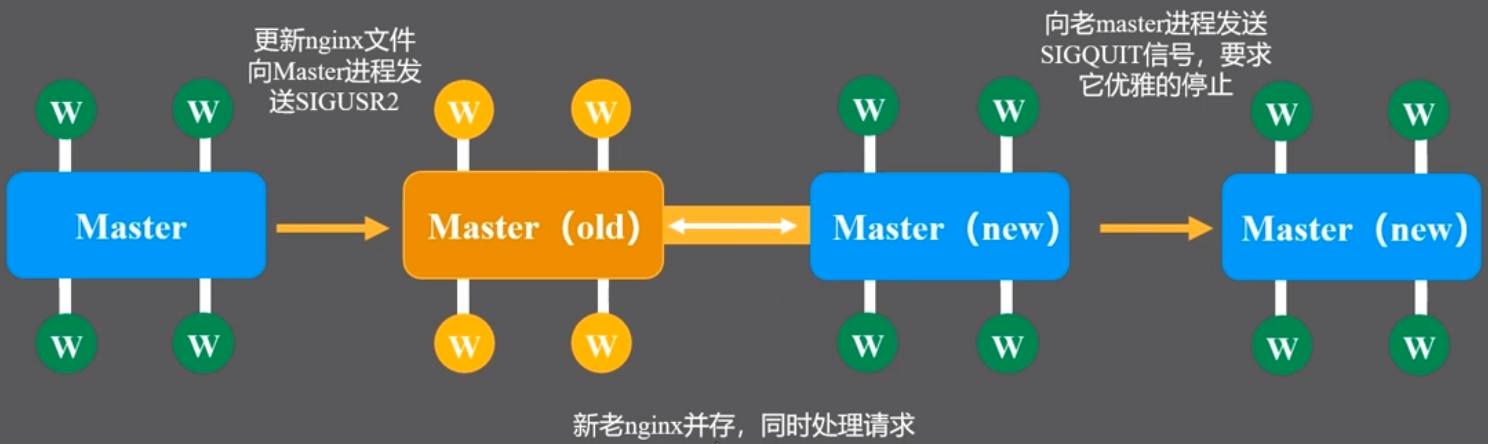 更新nginx文件
向Master进程发
送SIGUSR2
向老master进程发送
SIGQUIT信号，要求
它优雅的停止
W W W W W W W W
Master Master（old） Master（new） Master（new）
W W W W W W W W
新老nginx并存，同时处理请求